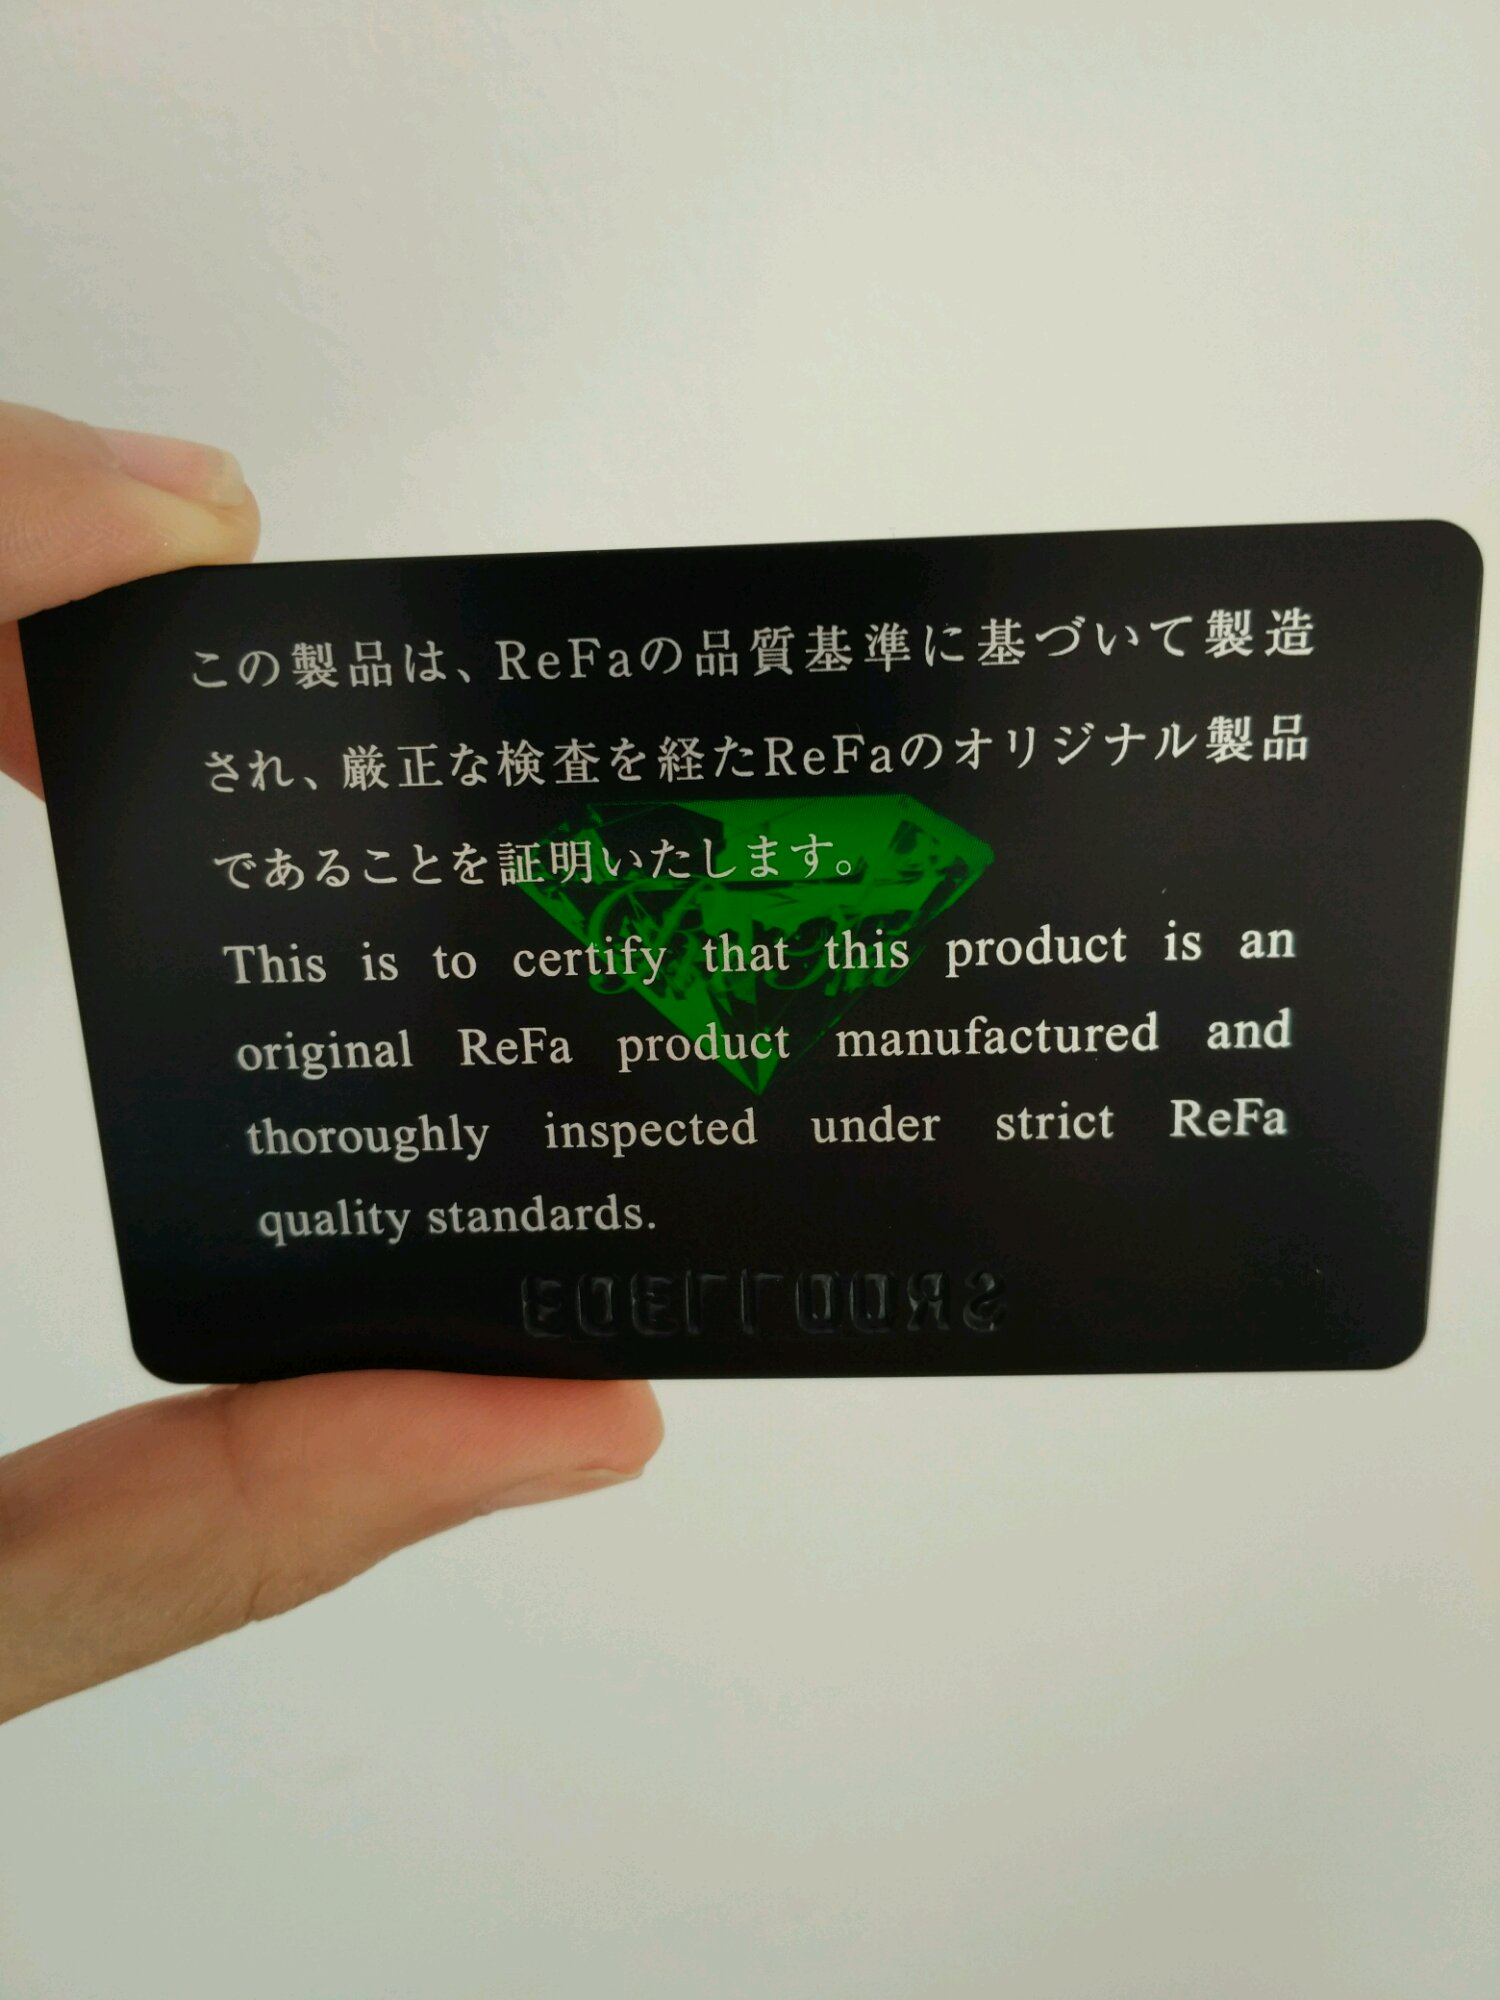 この製品は、ReFaの品質基準に基づいて製造
され、厳正な検査を経たReFaのオリジナル製品
であることを証明いたします。
This is to certify that this product is an
original ReFa product manufactured and
thoroughly inspected under strict ReFa
quality standards.